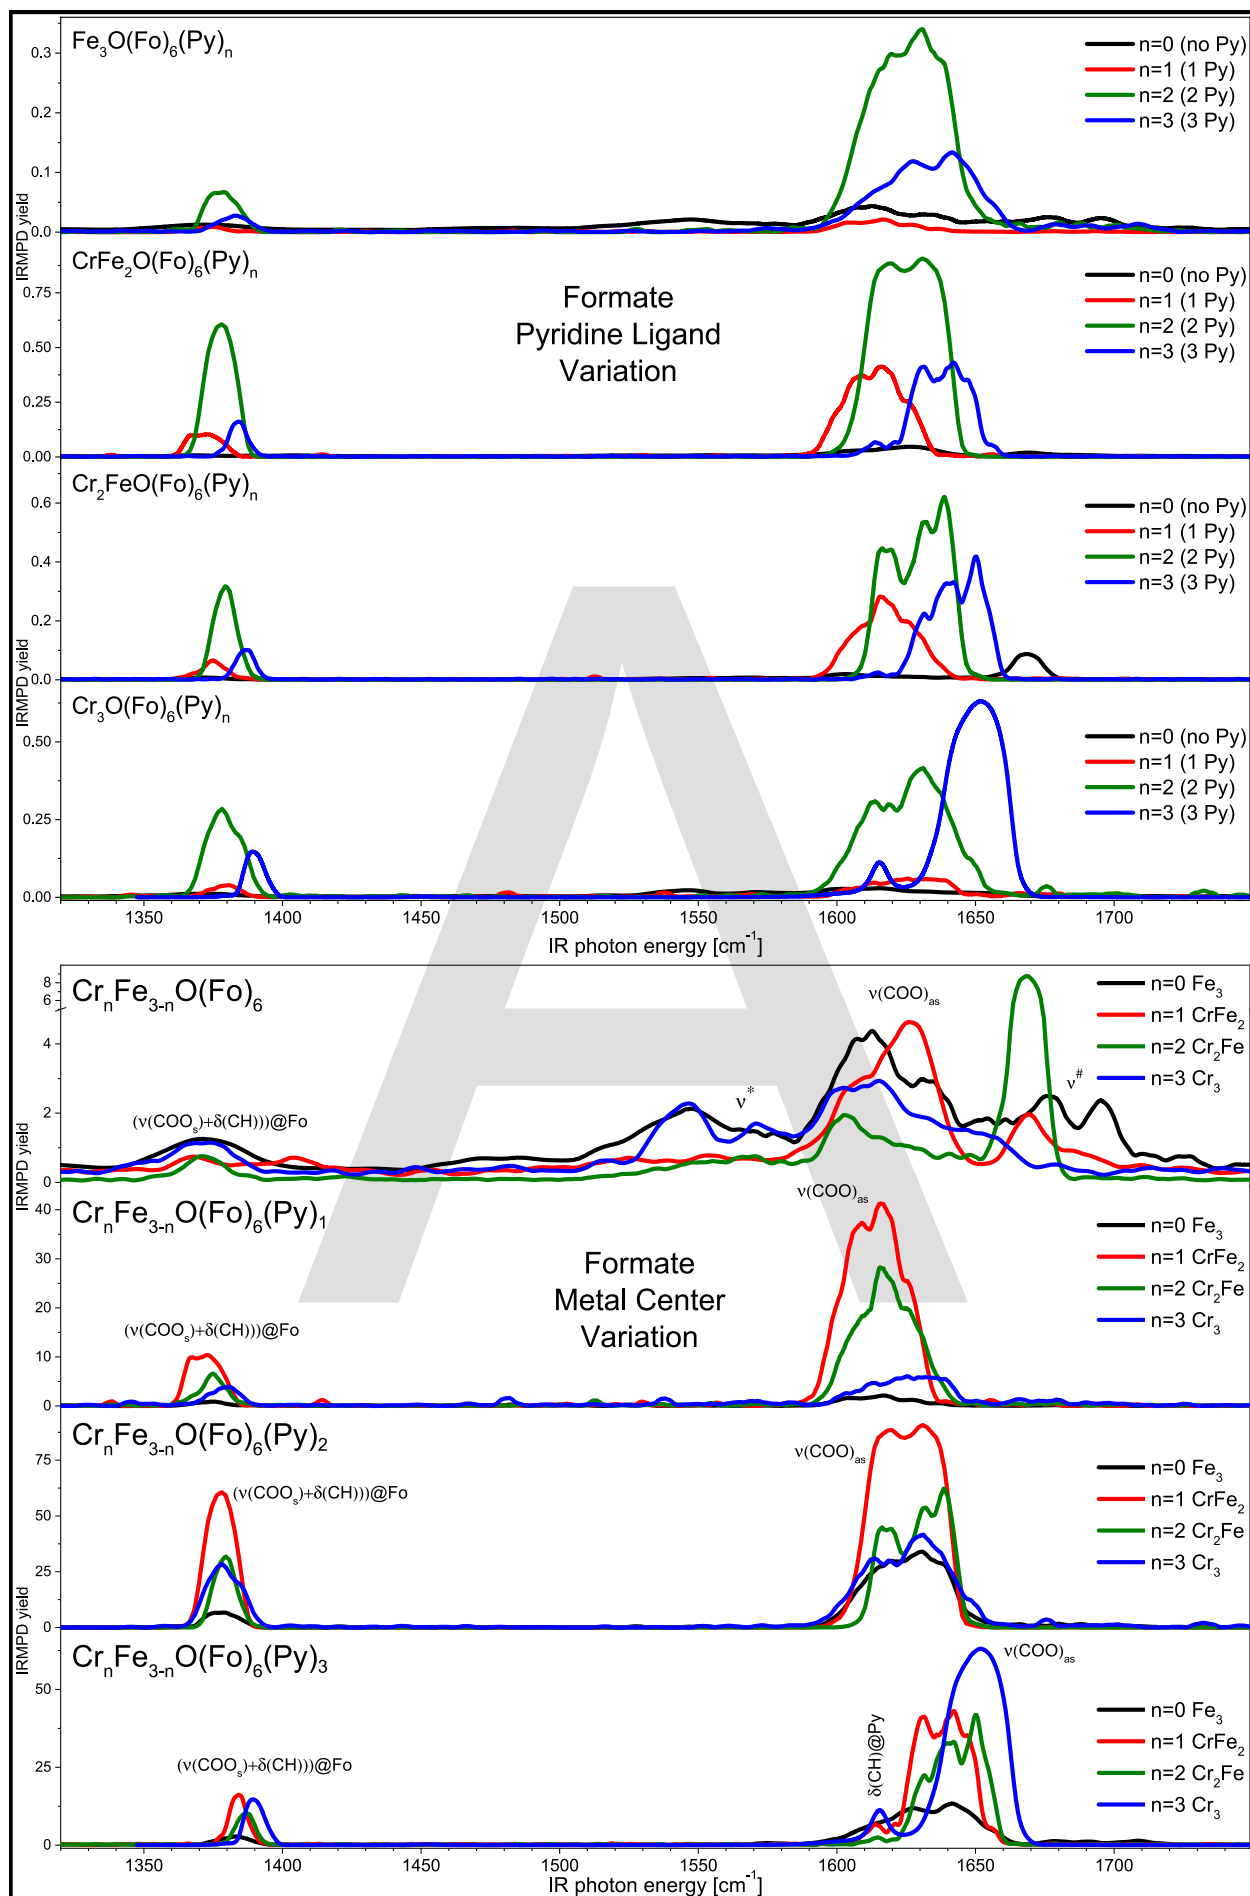 Fe3O(Fo)6(Py)n
n=0 (no Py)
n=1 (1 Py)
n=2 (2 Py)
n=3 (3 Py)
0.3
0.2
0.1
0.0
IRMPD yield
CrFe2O(Fo)6(Py)n
Formate
Pyridine Ligand
Variation
n=0 (no Py)
n=1 (1 Py)
n=2 (2 Py)
n=3 (3 Py)
0.75
0.50
0.25
0.00
Cr2FeO(Fo)6(Py)n
n=0 (no Py)
n=1 (1 Py)
n=2 (2 Py)
n=3 (3 Py)
0.6
0.4
0.2
0.0
IRMPD yield
Cr3O(Fo)6(Py)n
n=0 (no Py)
n=1 (1 Py)
n=2 (2 Py)
n=3 (3 Py)
0.50
0.25
0.00
1350 1400 1450 1500 1550 1600 1650 1700
IR photon energy [cm-1]
A
CrnFe3-nO(Fo)6
ν(COO)as
n=0 Fe3
n=1 CrFe2
n=2 Cr2Fe
n=3 Cr3
8
6
4
2
0
(ν(COOs)+δ(CH)))@Fo
ν*
ν#
CrnFe3-nO(Fo)6(Py)1
ν(COO)as
n=0 Fe3
n=1 CrFe2
n=2 Cr2Fe
n=3 Cr3
40
30
20
10
0
Formate
Metal Center
Variation
(ν(COOs)+δ(CH)))@Fo
CrnFe3-nO(Fo)6(Py)2
ν(COO)as
n=0 Fe3
n=1 CrFe2
n=2 Cr2Fe
n=3 Cr3
75
50
25
0
(ν(COOs)+δ(CH)))@Fo
IRMPD yield
CrnFe3-nO(Fo)6(Py)3
ν(COO)as
n=0 Fe3
n=1 CrFe2
n=2 Cr2Fe
n=3 Cr3
50
25
0
(ν(COOs)+δ(CH)))@Fo
δ(CH)@Py
1350 1400 1450 1500 1550 1600 1650 1700
IR photon energy [cm-1]